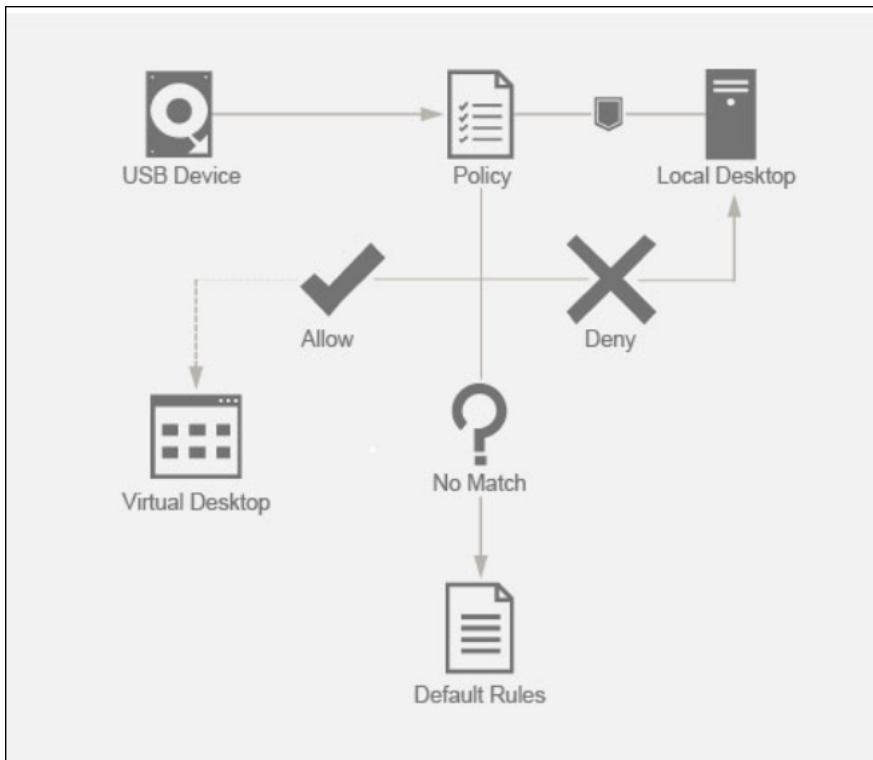 USB Device
Policy
Local Desktop
Allow
Deny
No Match
Virtual Desktop
Default Rules